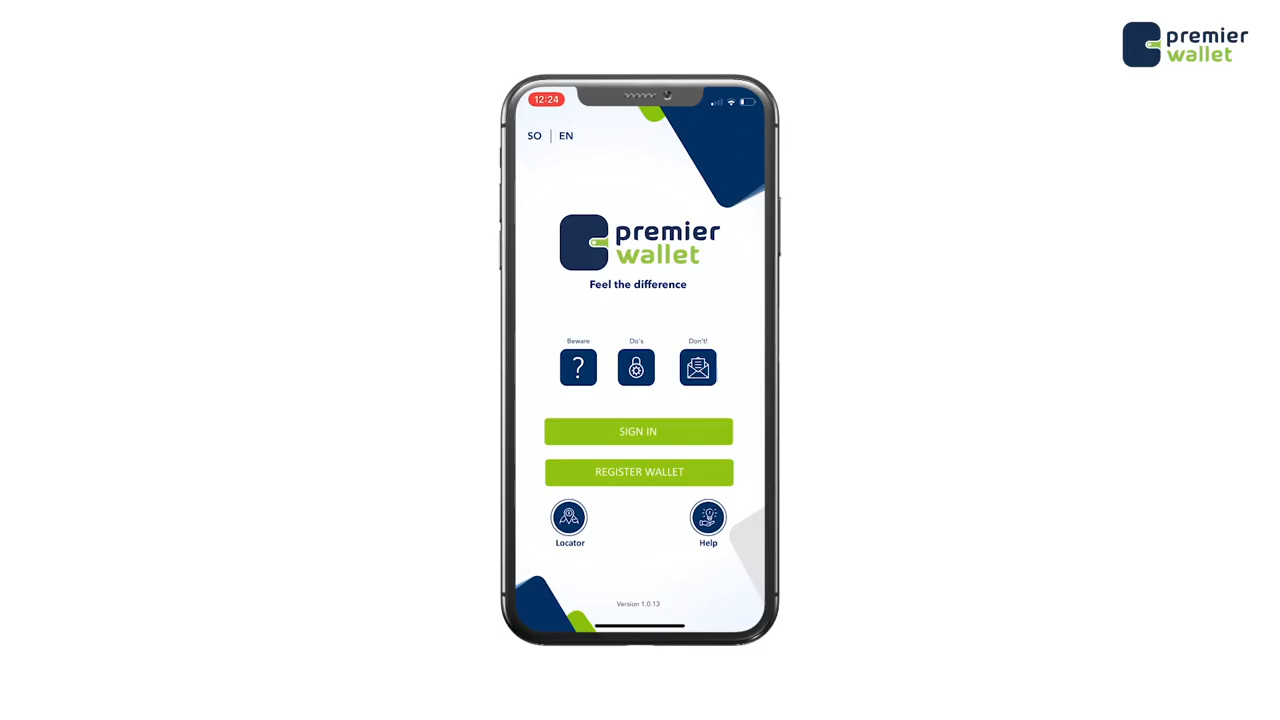 premier
wallet
12:24
SO | EN
premier
wallet
Feel the difference
Beware
Do's
Don't!
SIGN IN
REGISTER WALLET
Locator
Help
Version 1.0.13